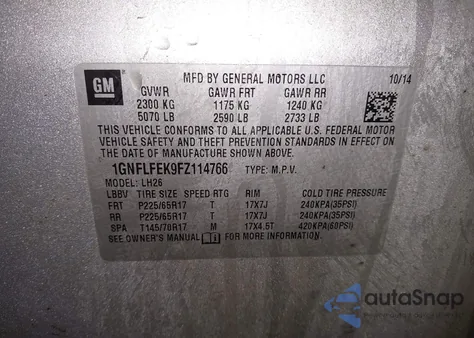 GM MFD BY GENERAL MOTORS LLC 10/14
GVWR GAWR FRT GAWR RR
2300 KG 1175 KG 1240 KG
5070 LB 2590 LB 2733 LB
THIS VEHICLE CONFORMS TO ALL APPLICABLE U.S. FEDERAL MOTOR
VEHICLE SAFETY AND THEFT PREVENTION STANDARDS IN EFFECT ON
THE DATE OF MANUFACTURE SHOWN ABOVE.
1GNFLFEK9FZ114766 TYPE: M.P.V.
MODEL: LH26
LBBV TIRE SIZE SPEED RTG RIM COLD TIRE PRESSURE
FRT P225/65R17 T 17X7J 240KPA(35PSI)
RR P225/65R17 T 17X7J 240KPA(35PSI)
SPA T145/70R17 M 17X4.5T 420KPA(60PSI)
SEE OWNER'S MANUAL FOR MORE INFORMATION.
autaSnap